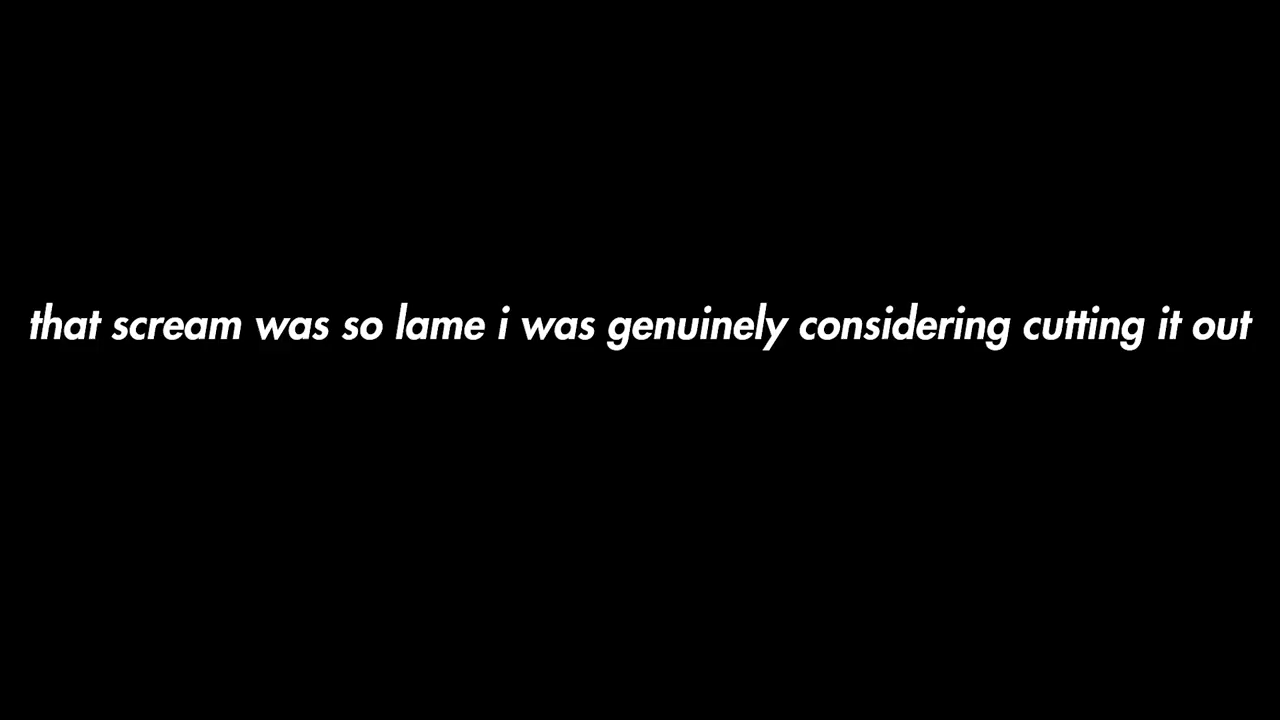 that scream was so lame i was genuinely considering cutting it out